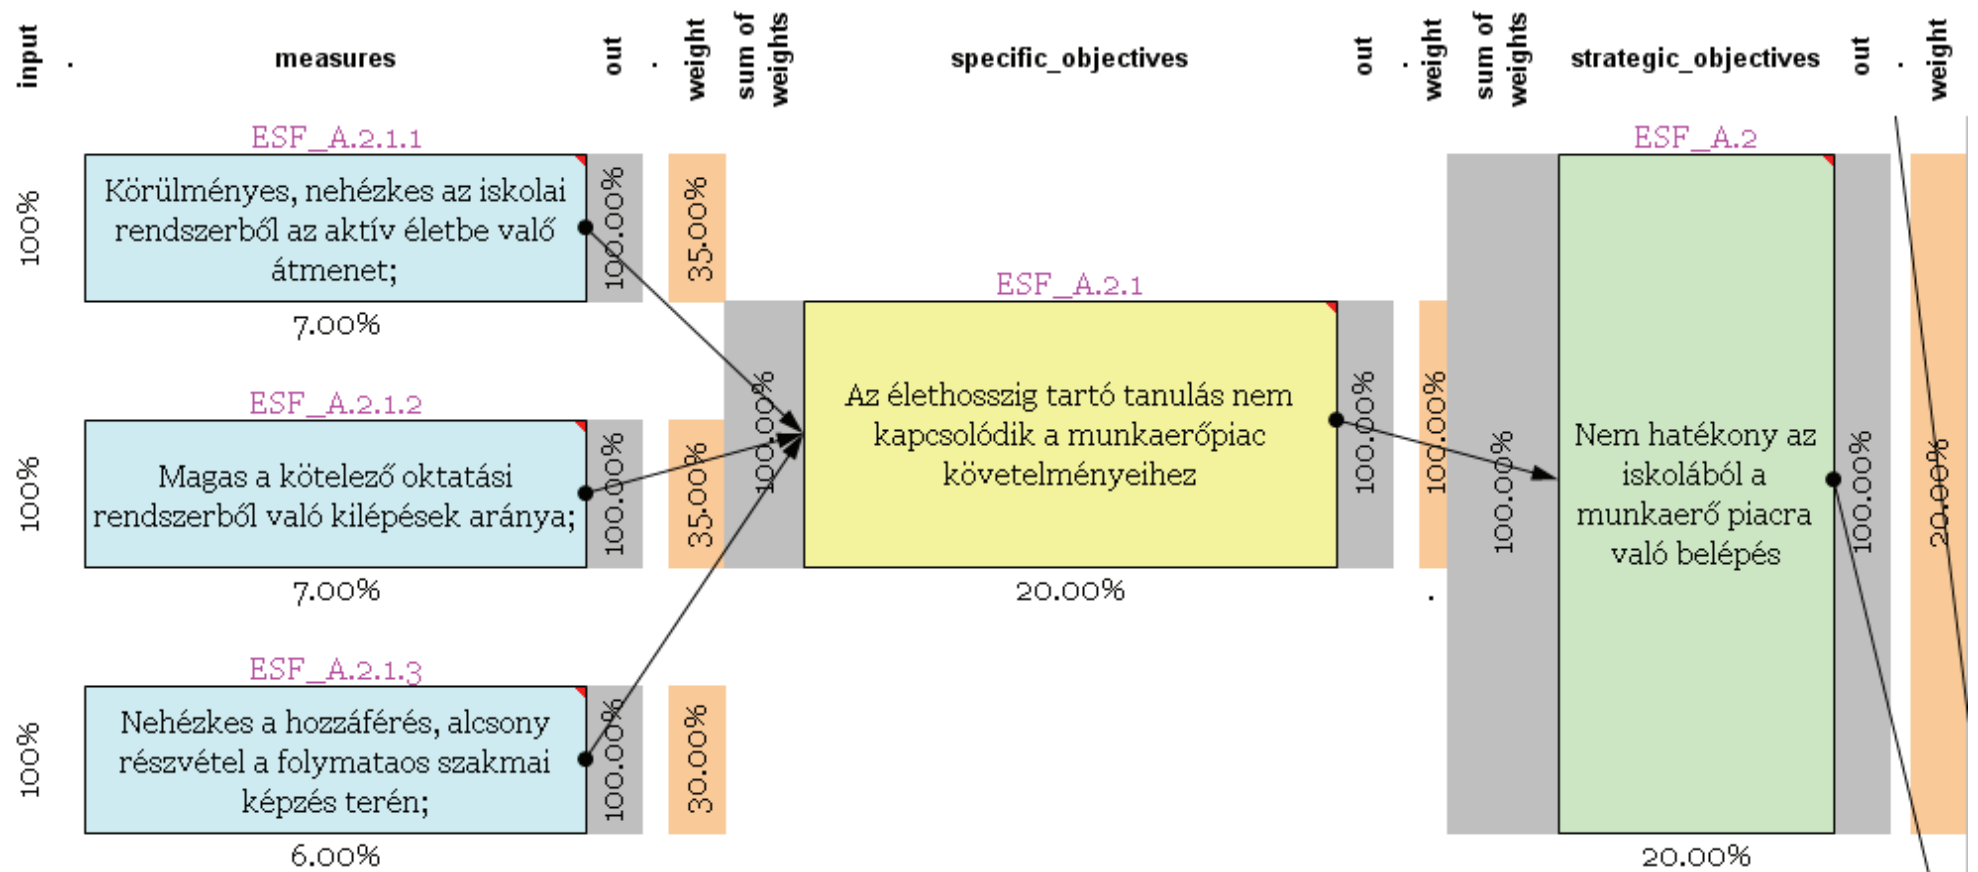 input
.
measures
out
.
weight
sum of
weights
specific_objectives
out
.
weight
sum of
weights
strategic_objectives
out
.
weight
ESF_A.2.1.1
100%
Körülményes, nehézkes az iskolai
rendszerből az aktív életbe való
átmenet;
100.00%
35.00%
7.00%
ESF_A.2.1.2
100%
Magas a kötelező oktatási
rendszerből való kilépések aránya;
100.00%
35.00%
7.00%
ESF_A.2.1.3
100%
Nehézkes a hozzáférés, alcsony
részvétel a folymataos szakmai
képzés terén;
100.00%
30.00%
6.00%
ESF_A.2.1
100.00%
Az élethosszig tartó tanulás nem
kapcsolódik a munkaerőpiac
követelményeihez
100.00%
100.00%
20.00%
.
ESF_A.2
100.00%
Nem hatékony az
iskolából a
munkaerő piacra
való belépés
100.00%
20.00%
20.00%